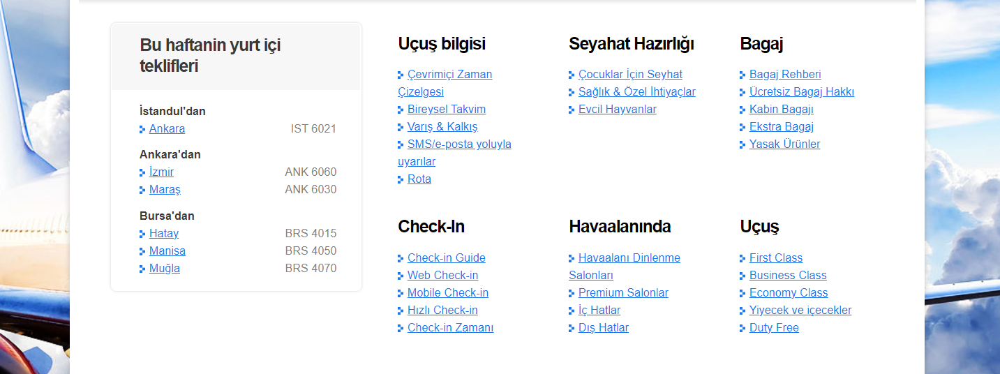 Bu haftanin yurt içi
teklifleri
İstandul'dan
Ankara IST 6021
Ankara'dan
İzmir ANK 6060
Maraş ANK 6030
Bursa'dan
Hatay BRS 4015
Manisa BRS 4050
Muğla BRS 4070
Uçuş bilgisi
Çevrimiçi Zaman
Çizelgesi
Bireysel Takvim
Varış & Kalkış
SMS/e-posta yoluyla
uyarılar
Rota
Seyahat Hazırlığı
Çocuklar İçin Seyhat
Sağlık & Özel İhtiyaçlar
Evcil Hayvanlar
Bagaj
Bagaj Rehberi
Ücretsiz Bagaj Hakkı
Kabin Bagajı
Ekstra Bagaj
Yasak Ürünler
Check-In
Check-in Guide
Web Check-in
Mobile Check-in
Hızlı Check-in
Check-in Zamanı
Havaalanında
Havaalanı Dinlenme
Salonları
Premium Salonlar
İç Hatlar
Dış Hatlar
Uçuş
First Class
Business Class
Economy Class
Yiyecek ve içecekler
Duty Free